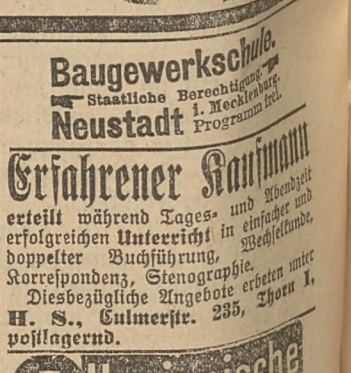 Baugewerkschule.
Staatliche Berechtigung.
Neustadt i. Mecklenburg.
Programm frei.
Erfahrener Kaufmann
erteilt während Tages- und Abendzeit
erfolgreichen Unterricht in einfacher und
doppelter Buchführung, Wechselkunde,
Korrespondenz, Stenographie.
Diesbezügliche Angebote erbeten unter
H. S., Culmerstr. 235, Thorn I,
postlagernd.